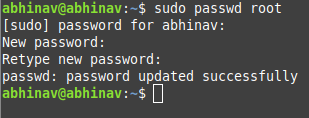 abhinav@abhinav:~$ sudo passwd root
[sudo] password for abhinav:
New password:
Retype new password:
passwd: password updated successfully
abhinav@abhinav:~$